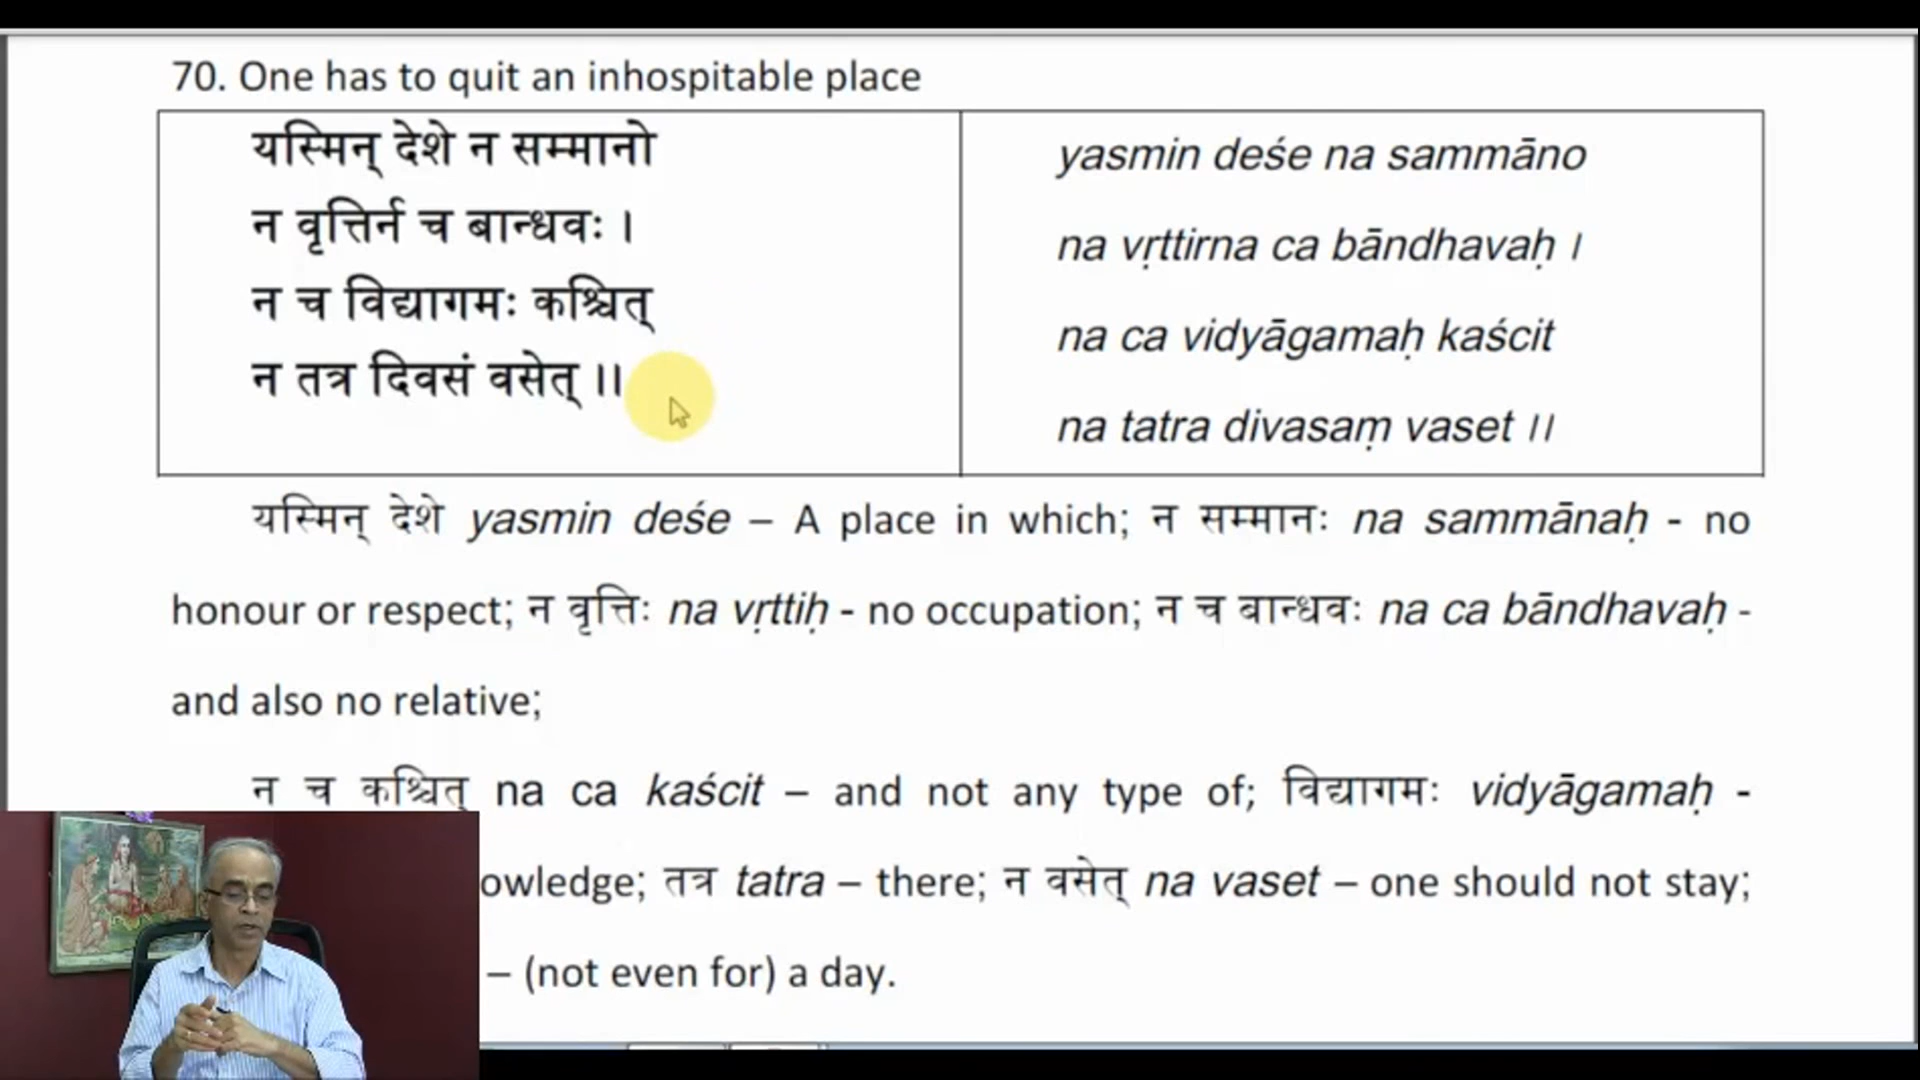 70. One has to quit an inhospitable place
यस्मिन् देशे न सम्मानो
न वृत्तिर्न च बान्धवः ।
न च विद्यागमः कश्चित्
न तत्र दिवसं वसेत् ।।
yasmin deśe na sammāno
na vṛttirna ca bāndhavaḥ ।
na ca vidyāgamaḥ kaścit
na tatra divasaṃ vaset ।।
यस्मिन् देशे yasmin deśe – A place in which; न सम्मानः na sammānaḥ - no
honour or respect; न वृत्तिः na vṛttiḥ - no occupation; न च बान्धवः na ca bāndhavaḥ -
and also no relative;
न च कश्चित् na ca kaścit – and not any type of; विद्यागमः vidyāgamaḥ -
owledge; तत्र tatra – there; न वसेत् na vaset – one should not stay;
– (not even for) a day.